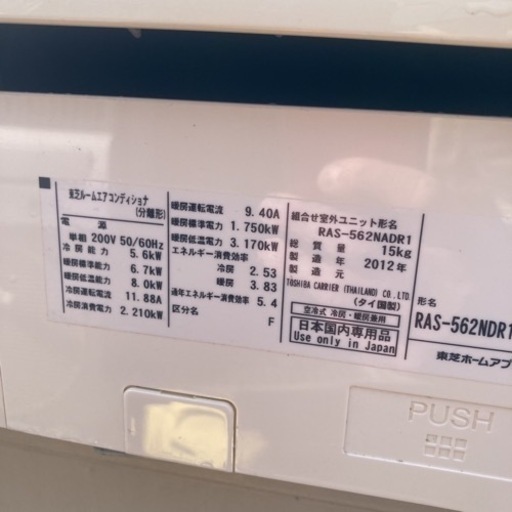 東芝ルームエアコンディショナ
(分離形)
電 源
単相 200V 50/60Hz
冷房能力 5.6kW
暖房標準能力 6.7kW
暖房低温能力 8.0kW
冷房運転電流 11.88A
冷房消費電力 2.210kW
暖房運転電流 9.40A
暖房標準電力 1.750kW
暖房低温電力 3.170kW
エネルギー消費効率
冷房 2.53
暖房 3.83
通年エネルギー消費効率 5.4
区分名 F
組合せ室外ユニット形名
RAS-562NADR1
総質量 15kg
製造年 2012年
製造元
TOSHIBA CARRIER (THAILAND) CO.,LTD
(タイ国製)
立冷式 冷房・暖房兼用
日本国内専用品
Use only in Japan
形名
RAS-562NDR1
東芝ホームアプ
PUSH